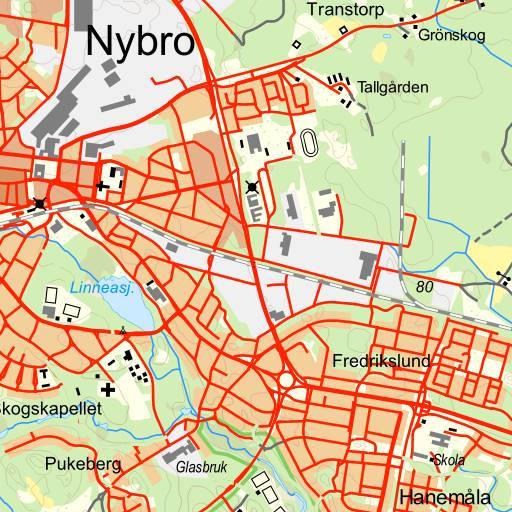 Transtorp
Nybro
Grönskog
Tallgården
Linneasj.
80
Fredrikslund
Skogskapellet
Pukeberg
Glasbruk
Skola
Hanemåla